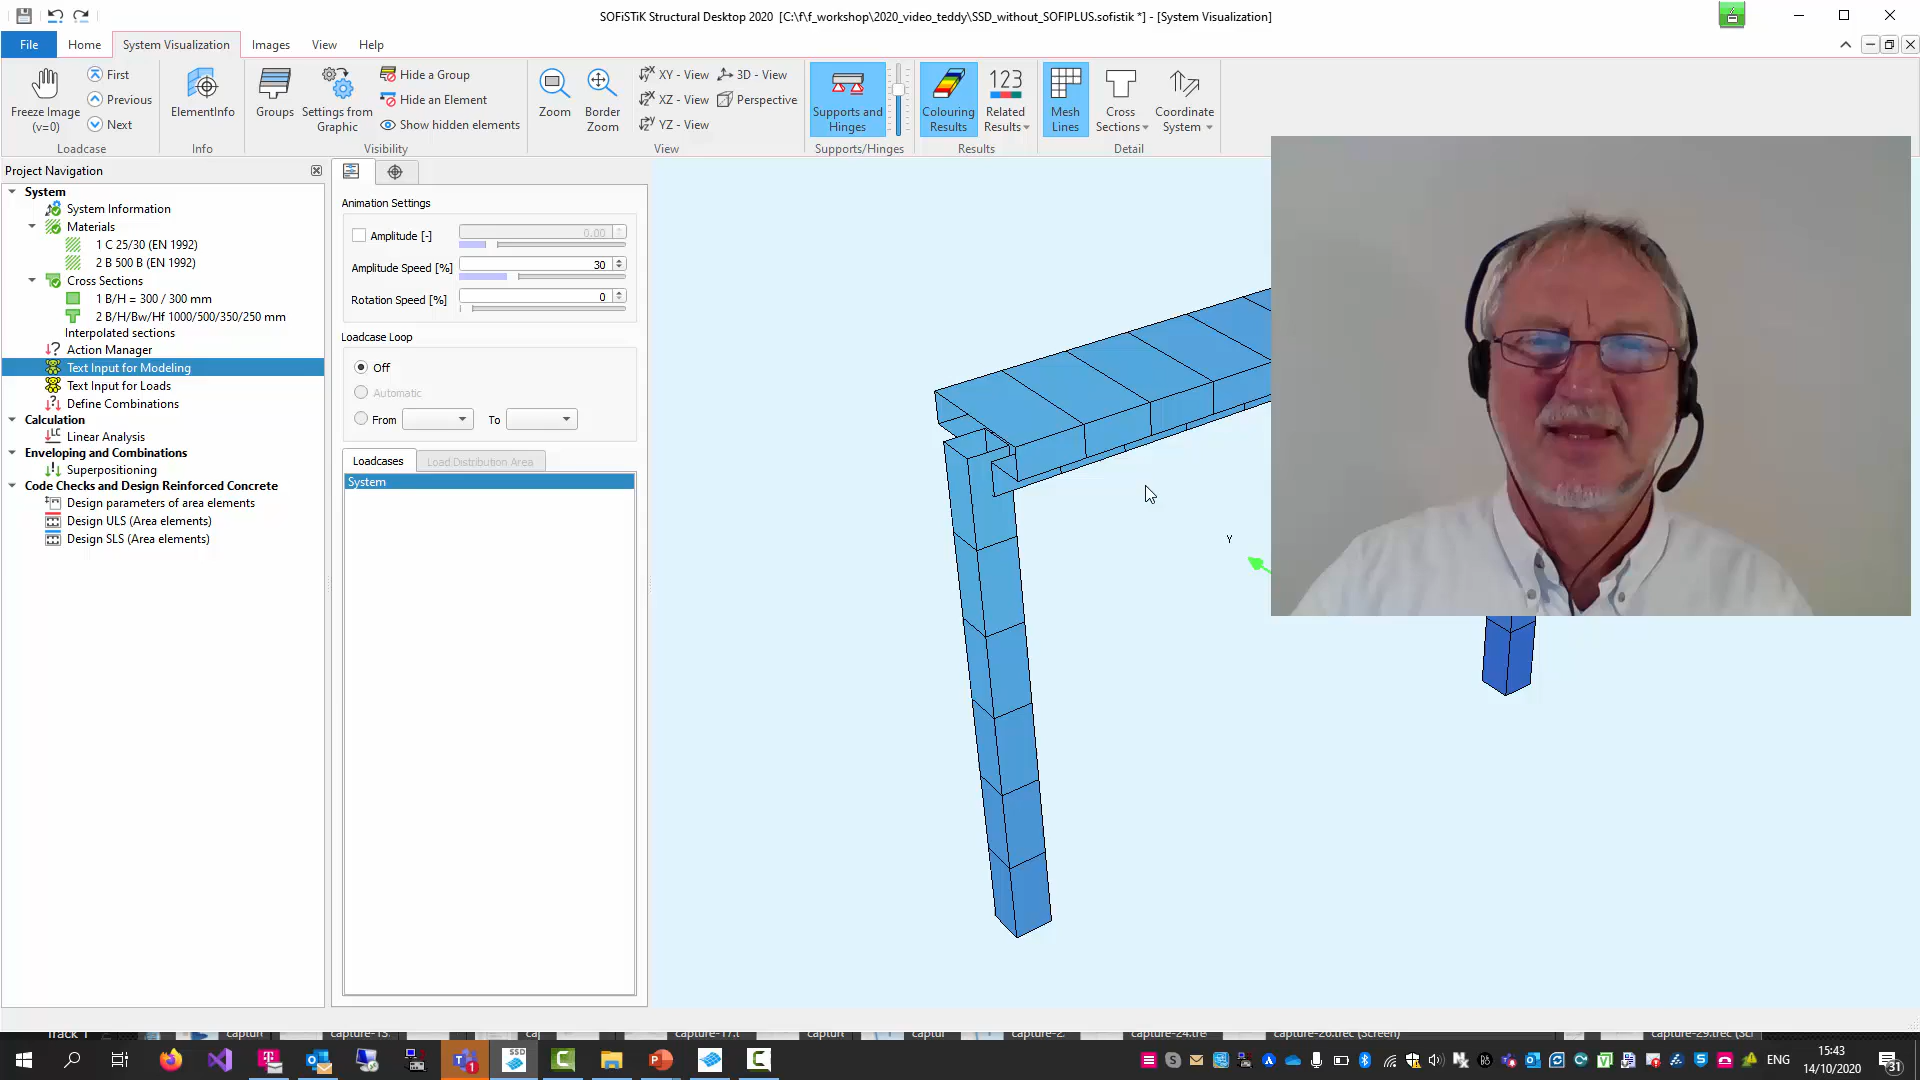 SOFiSTiK Structural Desktop 2020 [C:\f\f_workshop\2020_video_teddy\SSD_without_SOFIPLUS.sofistik *] - [System Visualization]
File Home System Visualization Images View Help
Freeze Image (v=0)
First
Previous
Next
Loadcase
ElementInfo
Info
Groups
Settings from Graphic
Hide a Group
Hide an Element
Show hidden elements
Visibility
Zoom
Border Zoom
XY - View
XZ - View
YZ - View
3D - View
Perspective
View
Supports and Hinges
Supports/Hinges
Colouring Results
123
Related Results
Results
Mesh Lines
Cross Sections
Coordinate System
Detail
Project Navigation
System
System Information
Materials
1 C 25/30 (EN 1992)
2 B 500 B (EN 1992)
Cross Sections
1 B/H = 300 / 300 mm
2 B/H/Bw/Hf 1000/500/350/250 mm
Interpolated sections
Action Manager
Text Input for Modeling
Text Input for Loads
Define Combinations
Calculation
Linear Analysis
Enveloping and Combinations
Superpositioning
Code Checks and Design Reinforced Concrete
Design parameters of area elements
Design ULS (Area elements)
Design SLS (Area elements)
Animation Settings
Amplitude [-] 0.00
Amplitude Speed [%] 30
Rotation Speed [%] 0
Loadcase Loop
Off
Automatic
From To
Loadcases Load Distribution Area
System
Y
SSD
ENG
15:43
14/10/2020
31